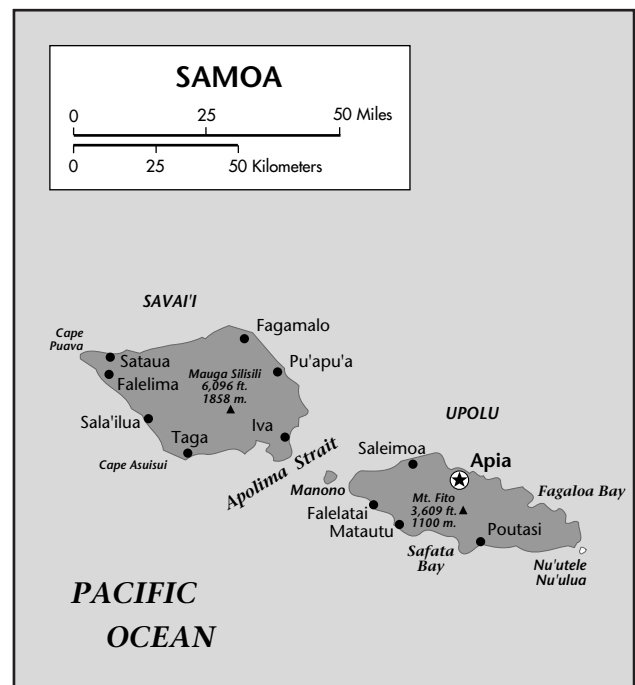 SAMOA
0 25 50 Miles
0 25 50 Kilometers
SAVAI'I
Cape
Puava
Fagamalo
Sataua
Falelima
Mauga Silisili
6,096 ft.
1858 m.
Pu'apu'a
Sala'ilua
Taga
Iva
Cape Asuisui
Apolima Strait
UPOLU
Saleimoa
Apia
Manono
Fagaloa Bay
Mt. Fito
3,609 ft.
1100 m.
Falelatai
Matautu
Poutasi
Safata
Bay
Nu'utele
Nu'ulua
PACIFIC
OCEAN